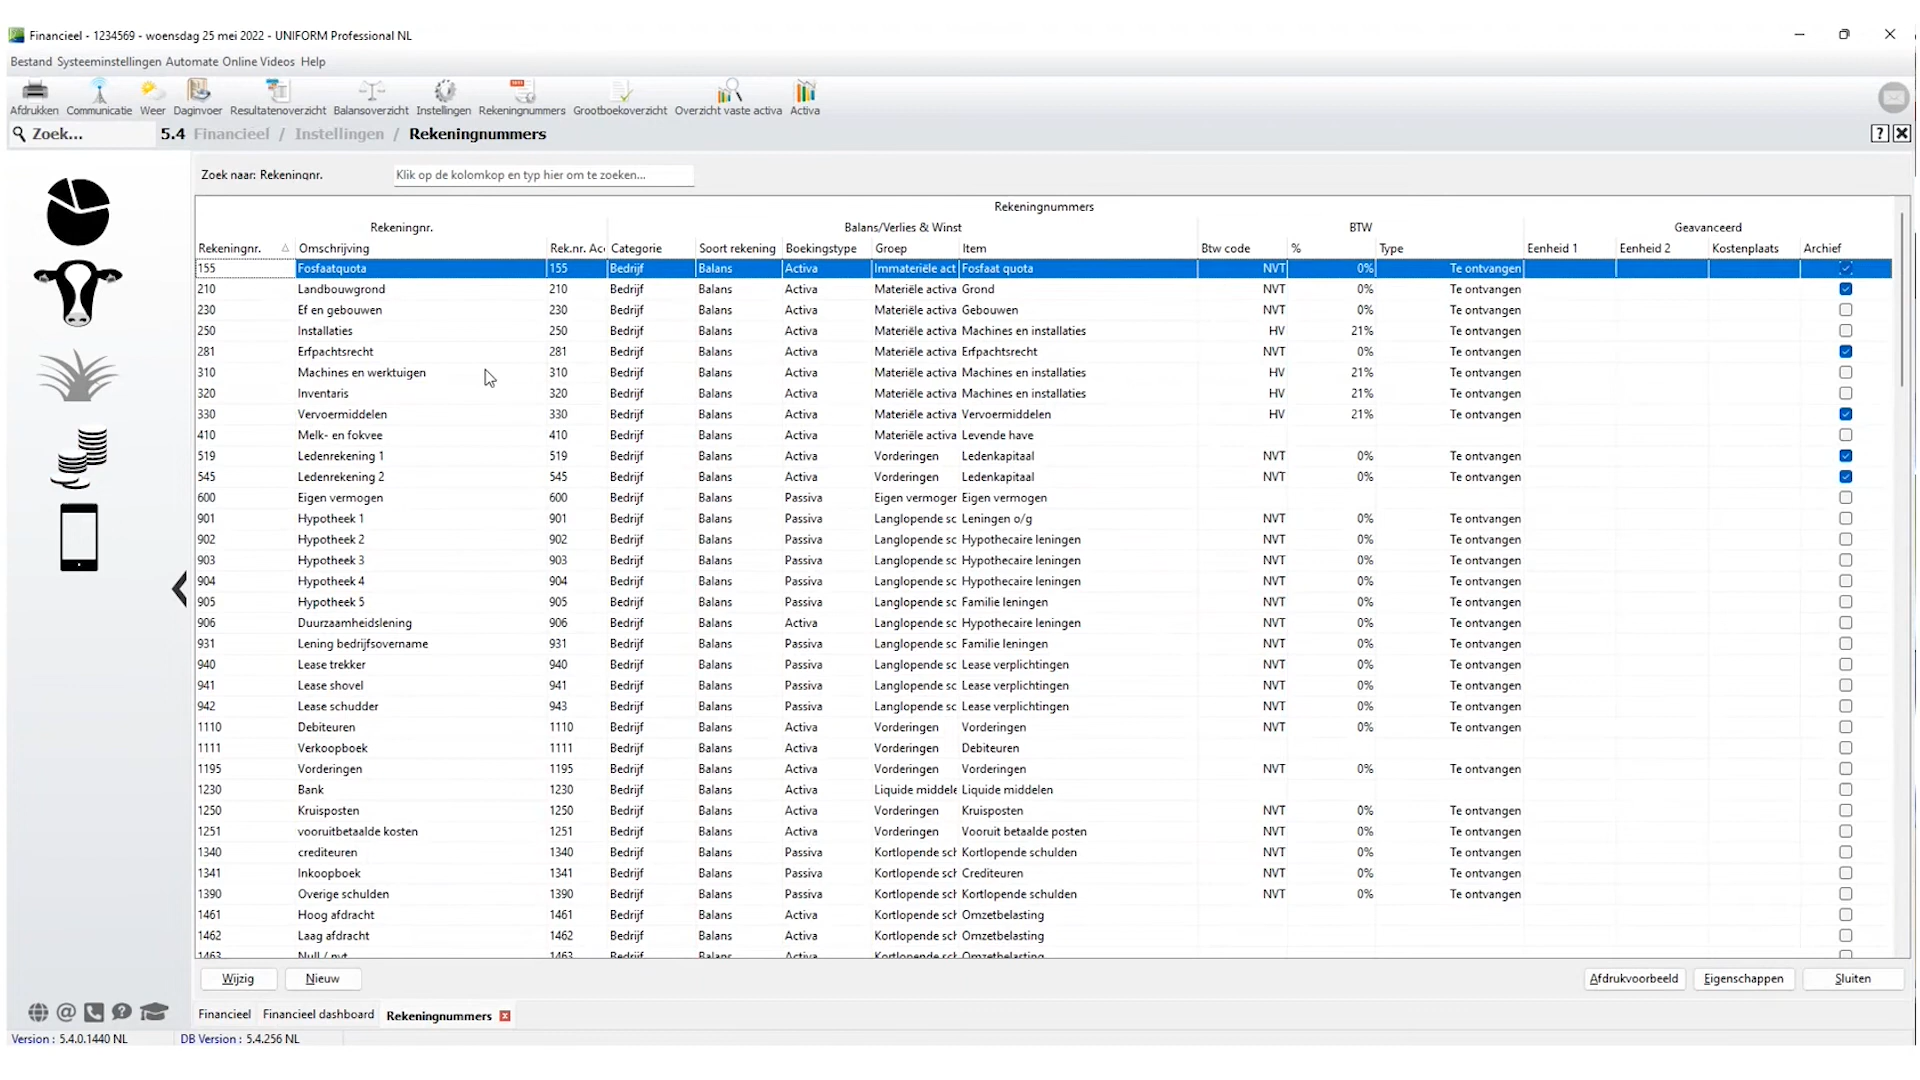 Financieel - 1234569 - woensdag 25 mei 2022 - UNIFORM Professional NL
Bestand Systeeminstellingen Automate Online Videos Help
Afdrukken Communicatie Weer Daginvoer Resultatenoverzicht Balansoverzicht Instellingen Rekeningnummers Grootboekoverzicht Overzicht vaste activa Activa
Zoek... 5.4 Financieel / Instellingen / Rekeningnummers
Zoek naar: Rekeningnr. Klik op de kolomkop en typ hier om te zoeken...
Rekeningnummers
Rekeningnr. Balans/Verlies & Winst BTW Geavanceerd
Rekeningnr. Omschrijving Rek.nr. Acc Categorie Soort rekening Boekingstype Groep Item Btw code % Type Eenheid 1 Eenheid 2 Kostenplaats Archief
155 Fosfaatquota 155 Bedrijf Balans Activa Immateriële act Fosfaat quota NVT 0% Te ontvangen
210 Landbouwgrond 210 Bedrijf Balans Activa Materiële activa Grond NVT 0% Te ontvangen
230 Ef en gebouwen 230 Bedrijf Balans Activa Materiële activa Gebouwen NVT 0% Te ontvangen
250 Installaties 250 Bedrijf Balans Activa Materiële activa Machines en installaties HV 21% Te ontvangen
281 Erfpachtsrecht 281 Bedrijf Balans Activa Materiële activa Erfpachtsrecht NVT 0% Te ontvangen
310 Machines en werktuigen 310 Bedrijf Balans Activa Materiële activa Machines en installaties HV 21% Te ontvangen
320 Inventaris 320 Bedrijf Balans Activa Materiële activa Machines en installaties HV 21% Te ontvangen
330 Vervoermiddelen 330 Bedrijf Balans Activa Materiële activa Vervoermiddelen HV 21% Te ontvangen
410 Melk- en fokvee 410 Bedrijf Balans Activa Materiële activa Levende have
519 Ledenrekening 1 519 Bedrijf Balans Activa Vorderingen Ledenkapitaal NVT 0% Te ontvangen
545 Ledenrekening 2 545 Bedrijf Balans Activa Vorderingen Ledenkapitaal NVT 0% Te ontvangen
600 Eigen vermogen 600 Bedrijf Balans Passiva Eigen vermoger Eigen vermogen
901 Hypotheek 1 901 Bedrijf Balans Passiva Langlopende sc Leningen o/g NVT 0% Te ontvangen
902 Hypotheek 2 902 Bedrijf Balans Passiva Langlopende sc Hypothecaire leningen NVT 0% Te ontvangen
903 Hypotheek 3 903 Bedrijf Balans Passiva Langlopende sc Hypothecaire leningen NVT 0% Te ontvangen
904 Hypotheek 4 904 Bedrijf Balans Passiva Langlopende sc Hypothecaire leningen NVT 0% Te ontvangen
905 Hypotheek 5 905 Bedrijf Balans Passiva Langlopende sc Familie leningen NVT 0% Te ontvangen
906 Duurzaamheidslening 906 Bedrijf Balans Activa Langlopende sc Hypothecaire leningen NVT 0% Te ontvangen
931 Lening bedrijfsovername 931 Bedrijf Balans Passiva Langlopende sc Familie leningen NVT 0% Te ontvangen
940 Lease trekker 940 Bedrijf Balans Passiva Langlopende sc Lease verplichtingen NVT 0% Te ontvangen
941 Lease shovel 941 Bedrijf Balans Passiva Langlopende sc Lease verplichtingen NVT 0% Te ontvangen
942 Lease schudder 943 Bedrijf Balans Passiva Langlopende sc Lease verplichtingen NVT 0% Te ontvangen
1110 Debiteuren 1110 Bedrijf Balans Activa Vorderingen Vorderingen NVT 0% Te ontvangen
1111 Verkoopboek 1111 Bedrijf Balans Activa Vorderingen Debiteuren
1195 Vorderingen 1195 Bedrijf Balans Activa Vorderingen Vorderingen NVT 0% Te ontvangen
1230 Bank 1230 Bedrijf Balans Activa Liquide middele Liquide middelen
1250 Kruisposten 1250 Bedrijf Balans Activa Vorderingen Kruisposten NVT 0% Te ontvangen
1251 vooruitbetaalde kosten 1251 Bedrijf Balans Activa Vorderingen Vooruit betaalde posten NVT 0% Te ontvangen
1340 crediteuren 1340 Bedrijf Balans Passiva Kortlopende sch Kortlopende schulden NVT 0% Te ontvangen
1341 Inkoopboek 1341 Bedrijf Balans Passiva Kortlopende sch Crediteuren NVT 0% Te ontvangen
1390 Overige schulden 1390 Bedrijf Balans Passiva Kortlopende sch Kortlopende schulden NVT 0% Te ontvangen
1461 Hoog afdracht 1461 Bedrijf Balans Activa Kortlopende sch Omzetbelasting
1462 Laag afdracht 1462 Bedrijf Balans Activa Kortlopende sch Omzetbelasting
1463 Null / nvt 1463 Bedrijf Balans Activa Kortlopende sch Omzetbelasting
Wijzig Nieuw Afdrukvoorbeeld Eigenschappen Sluiten
Financieel Financieel dashboard Rekeningnummers
Version : 5.4.0.1440 NL DB Version : 5.4.256 NL